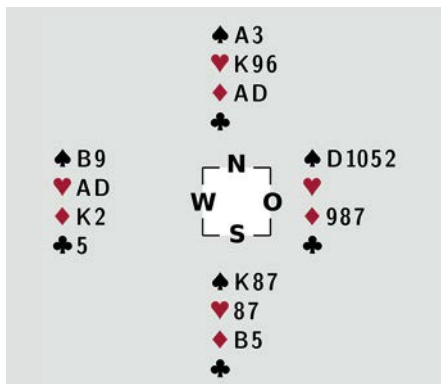 ♠ A3
♥ K96
♦ AD
♣
♠ B9
♥ AD
♦ K2
♣ 5
N
W O
S
♠ D1052
♥
♦ 987
♣
♠ K87
♥ 87
♦ B5
♣